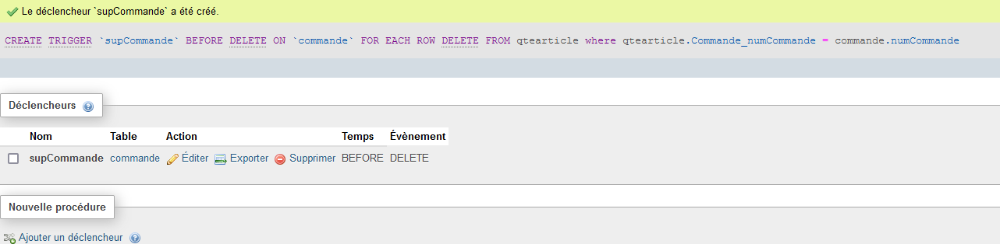 Le déclencheur `supCommande` a été créé.
CREATE TRIGGER `supCommande` BEFORE DELETE ON `commande` FOR EACH ROW DELETE FROM qtearticle where qtearticle.Commande_numCommande = commande.numCommande
Déclencheurs
Nom Table Action Temps Évènement
supCommande commande Éditer Exporter Supprimer BEFORE DELETE
Nouvelle procédure
Ajouter un déclencheur